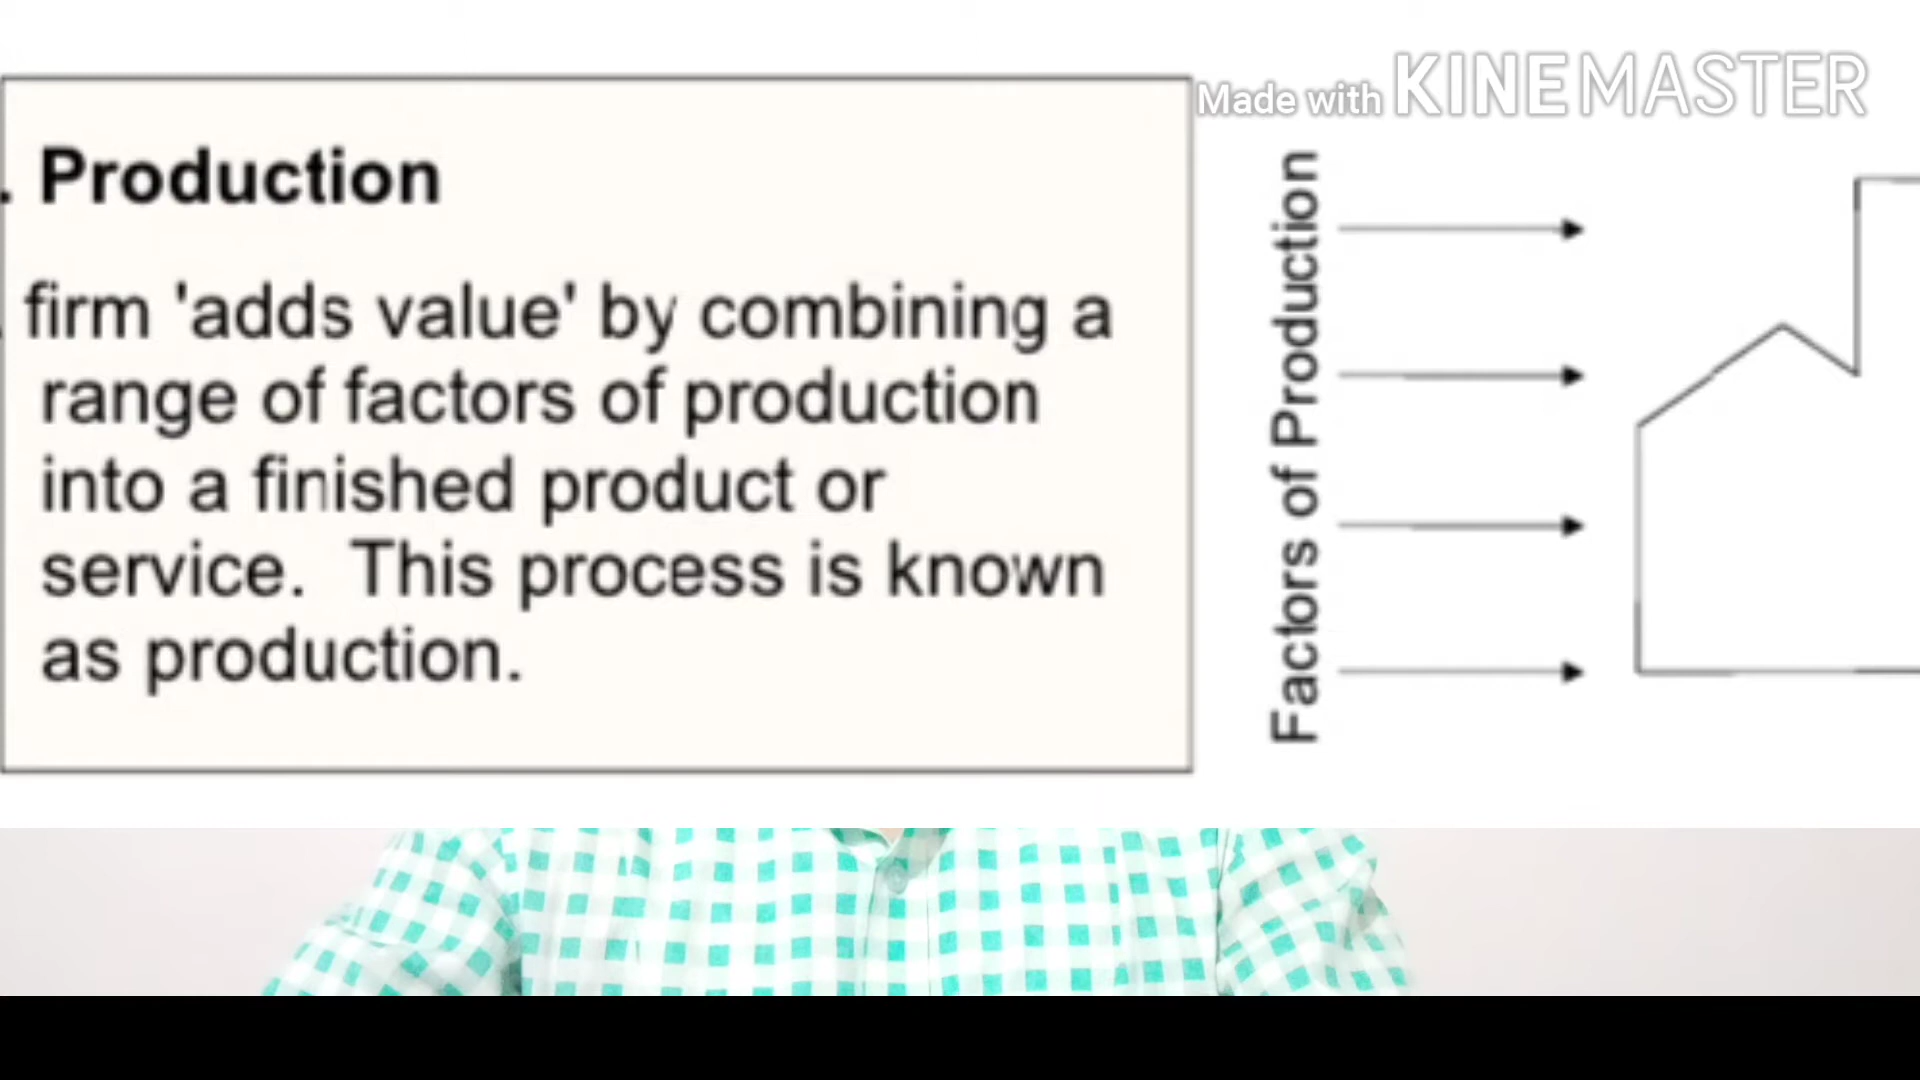 Made with KINEMASTER
. Production
firm 'adds value' by combining a
range of factors of production
into a finished product or
service. This process is known
as production.
Factors of Production